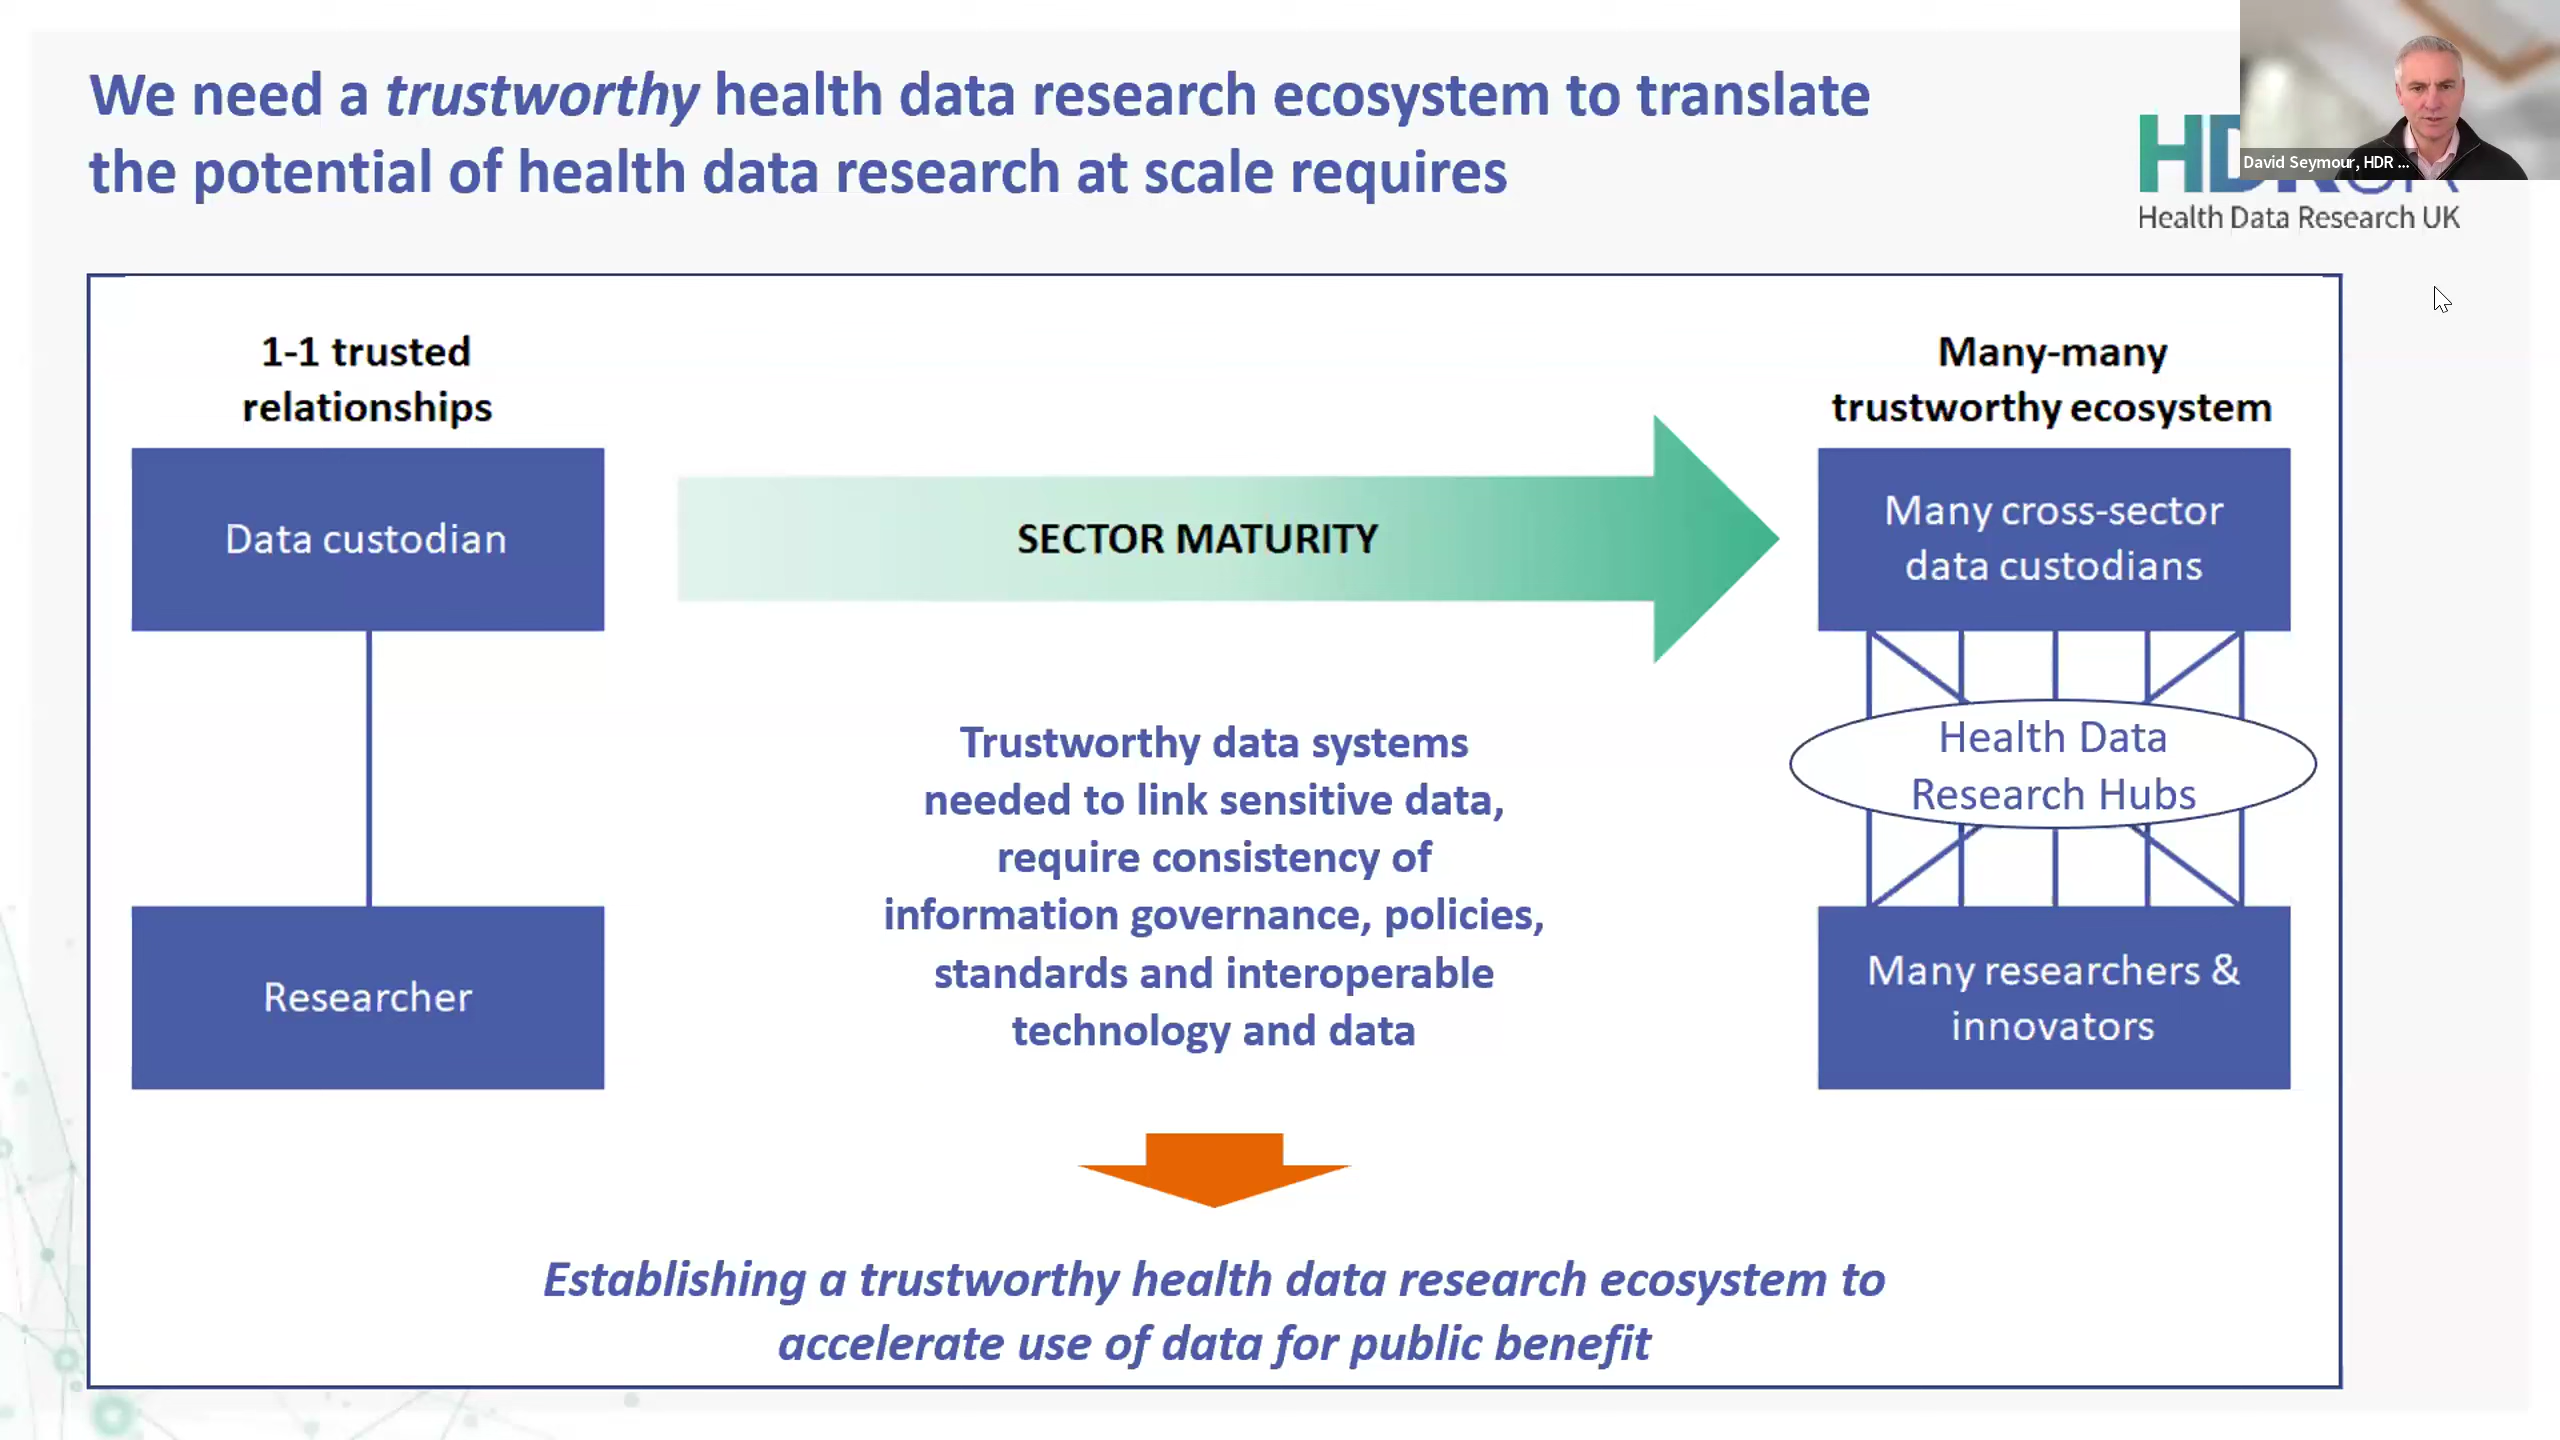 We need a trustworthy health data research ecosystem to translate
the potential of health data research at scale requires
David Seymour, HDR ...
Health Data Research UK
1-1 trusted
relationships
Data custodian
Researcher
SECTOR MATURITY
Trustworthy data systems
needed to link sensitive data,
require consistency of
information governance, policies,
standards and interoperable
technology and data
Many-many
trustworthy ecosystem
Many cross-sector
data custodians
Health Data
Research Hubs
Many researchers &
innovators
Establishing a trustworthy health data research ecosystem to
accelerate use of data for public benefit